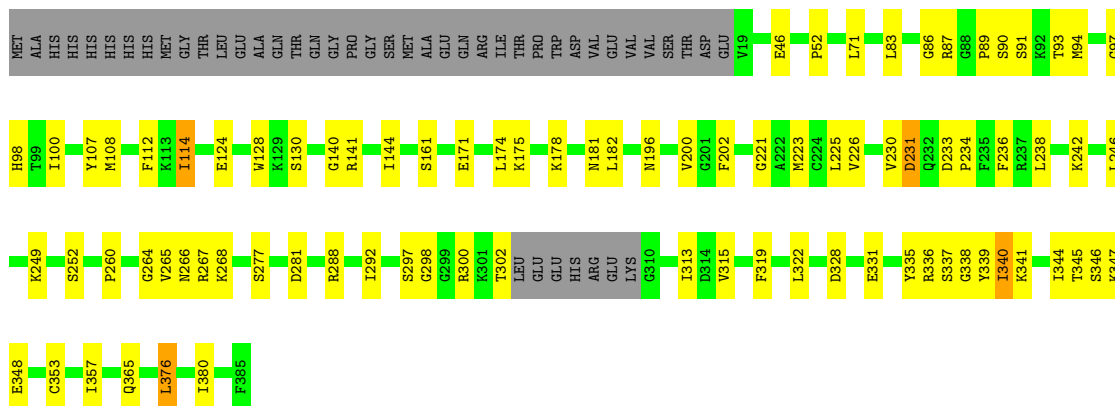 MET ALA HIS HIS HIS HIS HIS HIS MET GLY THR LEU GLU ALA GLN THR GLN GLY PRO GLY SER MET ALA GLU GLN ARG ILE THR PRO TRP ASP VAL GLU VAL VAL SER THR ASP GLU V19 E46 P52 L71 L83 G86 R87 G88 P89 S90 S91 K92 T93 M94
H98 T99 I100 Y107 M108 F112 K113 I114 E124 W128 K129 S130 G140 R141 I144 S161 E171 L174 K175 K178 N181 L182 N196 V200 G201 F202 G221 A222 M223 C224 L225 V226 V230 D231 Q232 D233 P234 F235 F236 R237 L238 K242
K249 S252 P260 G264 V265 N266 R267 K268 S277 D281 R288 I292 S297 G298 G299 R300 K301 T302 LEU GLU GLU HIS ARG GLU LYS G310 I313 D314 V315 F319 L322 D328 E331 Y335 R336 S337 G338 Y339 I340 K341 I344 T345 S346
E348 C353 I357 Q365 L376 I380 F385